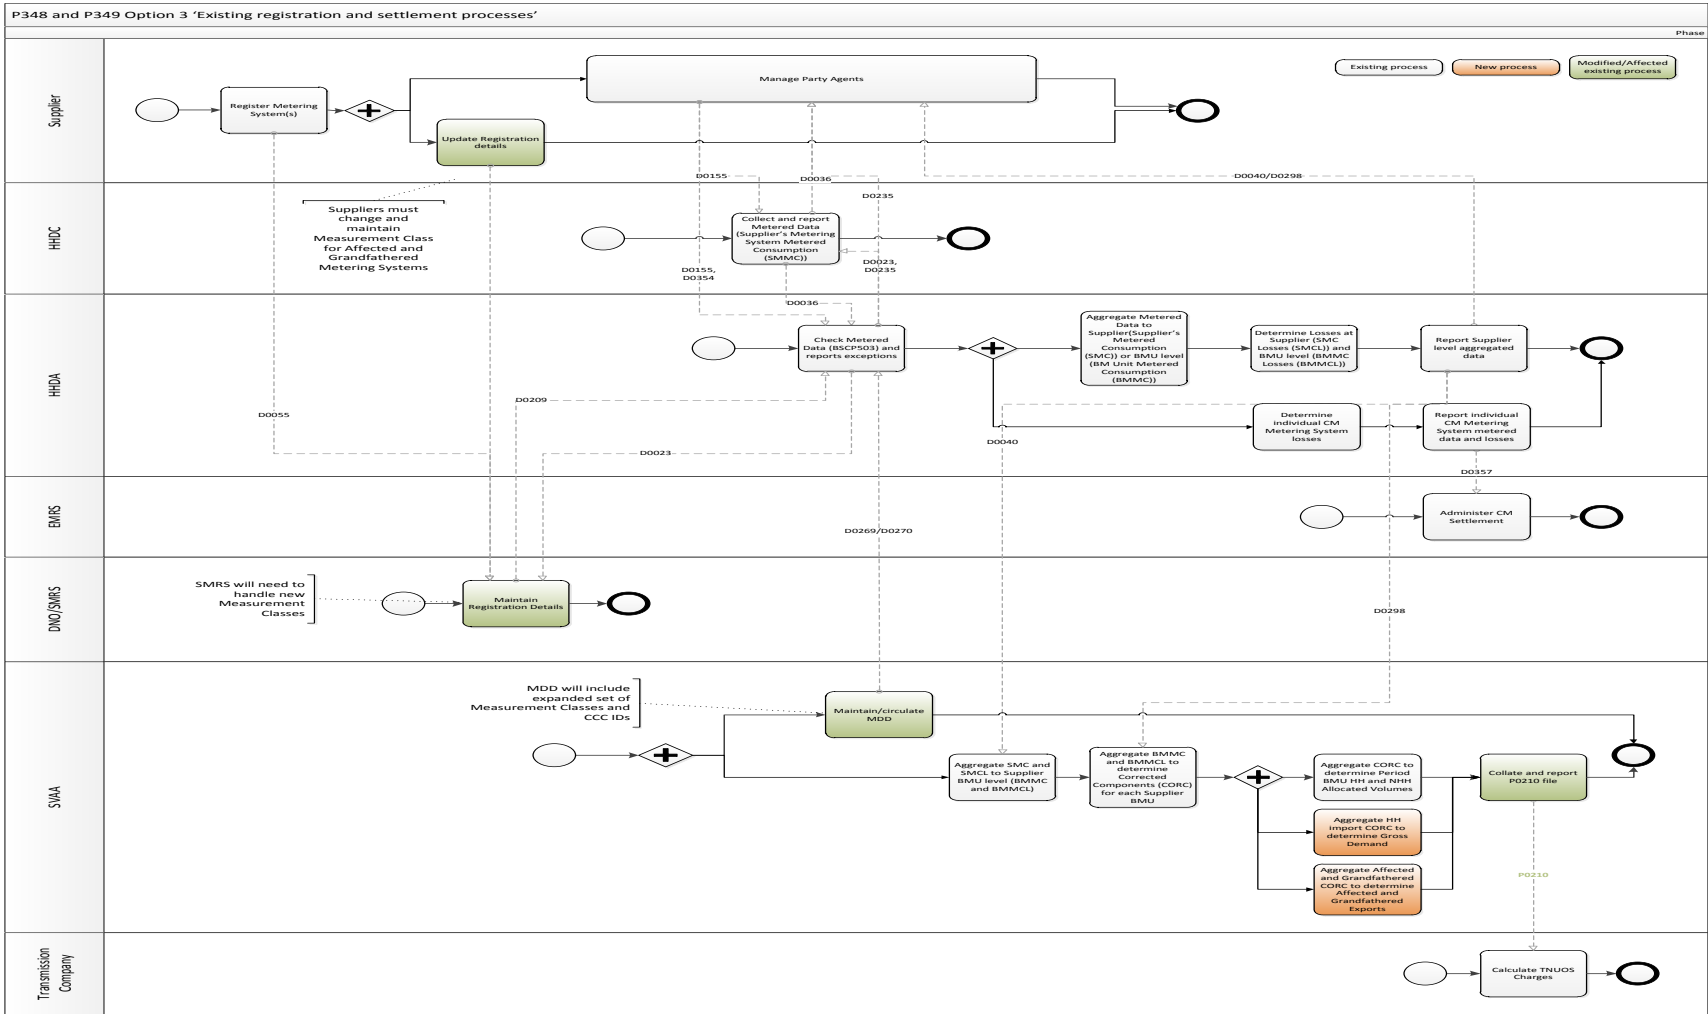 P348 and P349 Option 3 ‘Existing registration and settlement processes’
Phase
Supplier
Register Metering
System(s)
Manage Party Agents
Update Registration
details
Existing process
New process
Modified/Affected
existing process
D0155
D0036
D0040/D0298
D0235
HHDC
Suppliers must
change and
maintain
Measurement Class
for Affected and
Grandfathered
Metering Systems
Collect and report
Metered Data
(Supplier’s Metering
System Metered
Consumption
(SMMC))
D0155,
D0354
D0023,
D0235
D0036
HHDA
Check Metered
Data (BSCP503) and
reports exceptions
Aggregate Metered
Data to
Supplier(Supplier’s
Metered
Consumption
(SMC)) or BMU level
(BM Unit Metered
Consumption
(BMMC))
Determine Losses at
Supplier (SMC
Losses (SMCL)) and
BMU level (BMMC
Losses (BMMCL))
Report Supplier
level aggregated
data
Determine
individual CM
Metering System
losses
Report individual
CM Metering
System metered
data and losses
D0209
D0055
D0023
D0040
D0357
EMRS
D0269/D0270
Administer CM
Settlement
DNO/SMRS
SMRS will need to
handle new
Measurement
Classes
Maintain
Registration Details
D0298
SVAA
MDD will include
expanded set of
Measurement Classes and
CCC IDs
Maintain/circulate
MDD
Aggregate SMC and
SMCL to Supplier
BMU level (BMMC
and BMMCL)
Aggregate BMMC
and BMMCL to
determine
Corrected
Components (CORC)
for each Supplier
BMU
Aggregate CORC to
determine Period
BMU HH and NHH
Allocated Volumes
Collate and report
P0210 file
Aggregate HH
import CORC to
determine Gross
Demand
Aggregate Affected
and Grandfathered
CORC to determine
Affected and
Grandfathered
Exports
P0210
Transmission
Company
Calculate TNUOS
Charges